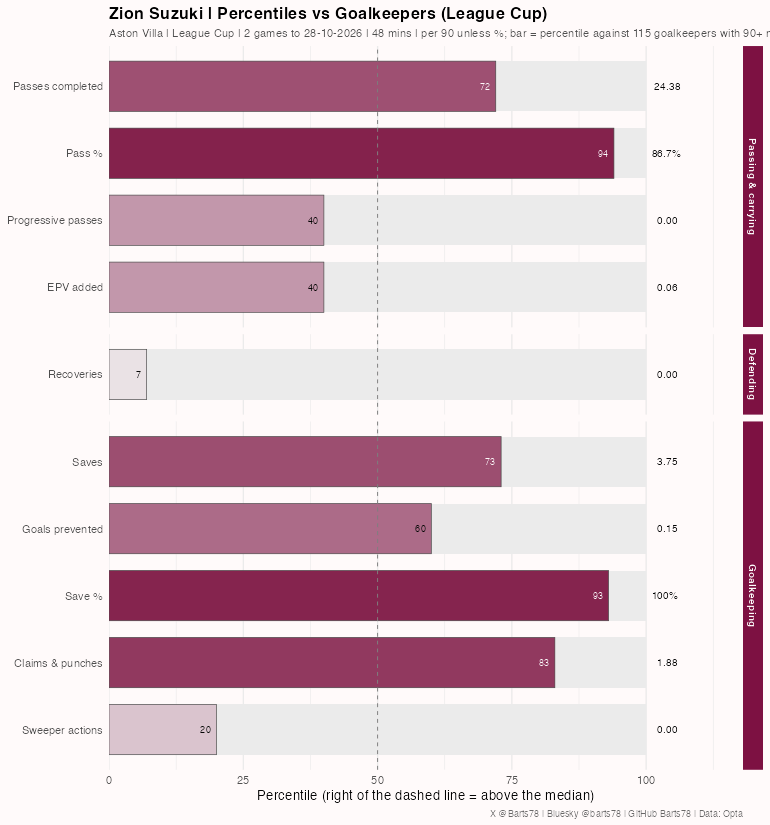 Zion Suzuki | Percentiles vs Goalkeepers (League Cup)
Aston Villa | League Cup | 2 games to 28-10-2026 | 48 mins | per 90 unless %; bar = percentile against 115 goalkeepers with 90+
Passes completed 72 24.38
Pass % 94 86.7%
Progressive passes 40 0.00
EPV added 40 0.06
Passing & carrying
Recoveries 7 0.00
Defending
Saves 73 3.75
Goals prevented 60 0.15
Save % 93 100%
Claims & punches 83 1.88
Sweeper actions 20 0.00
Goalkeeping
0 25 50 75 100
Percentile (right of the dashed line = above the median)
X @Barts78 | Bluesky @barts78 | GitHub Barts78 | Data: Opta